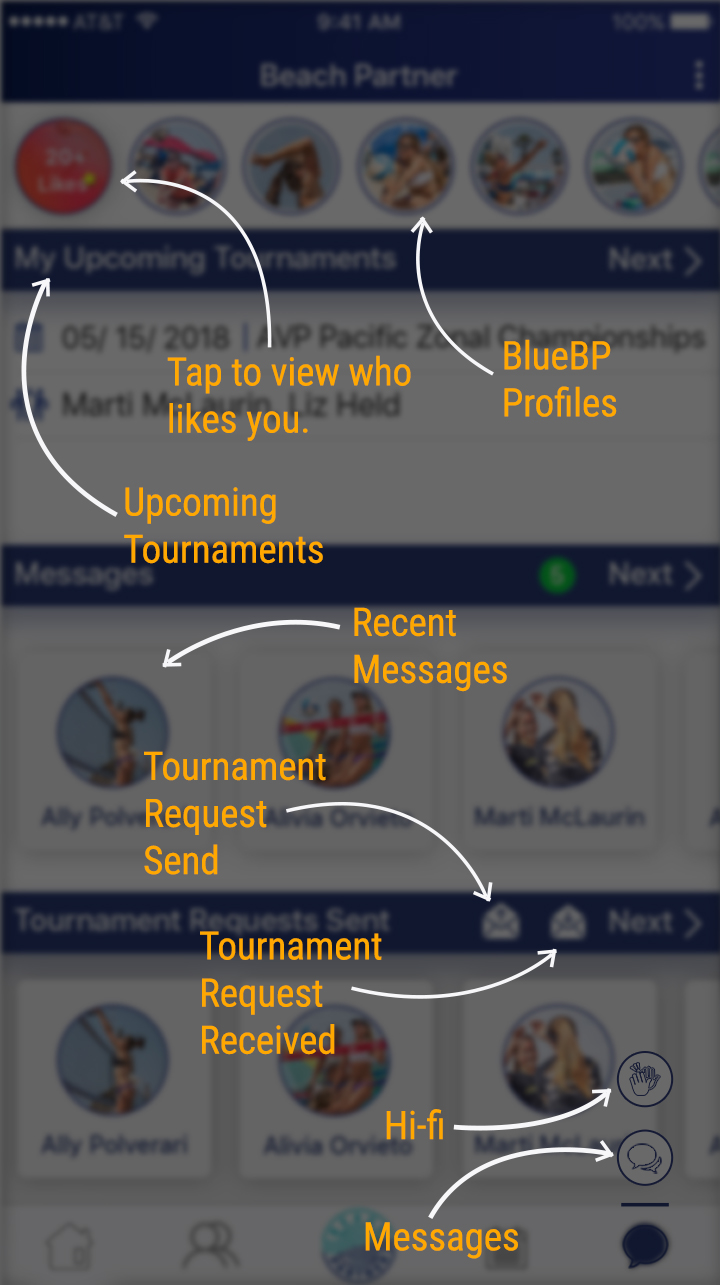 AT&T 9:41 AM 100%
Beach Partner
20+
Likes
My Upcoming Tournaments Next
05/ 15/ 2018 | AVP Pacific Zonal Championships
Tap to view who
likes you.
BlueBP
Profiles
Marti McLaurin, Liz Held
Upcoming
Tournaments
Messages 5 Next
Recent
Messages
Tournament
Request
Send
Ally Polverari Alivia Orvieto Marti McLaurin
Tournament Requests Sent Next
Tournament
Request
Received
Hi-fi
Ally Polverari Alivia Orvieto Marti McLaurin
Messages